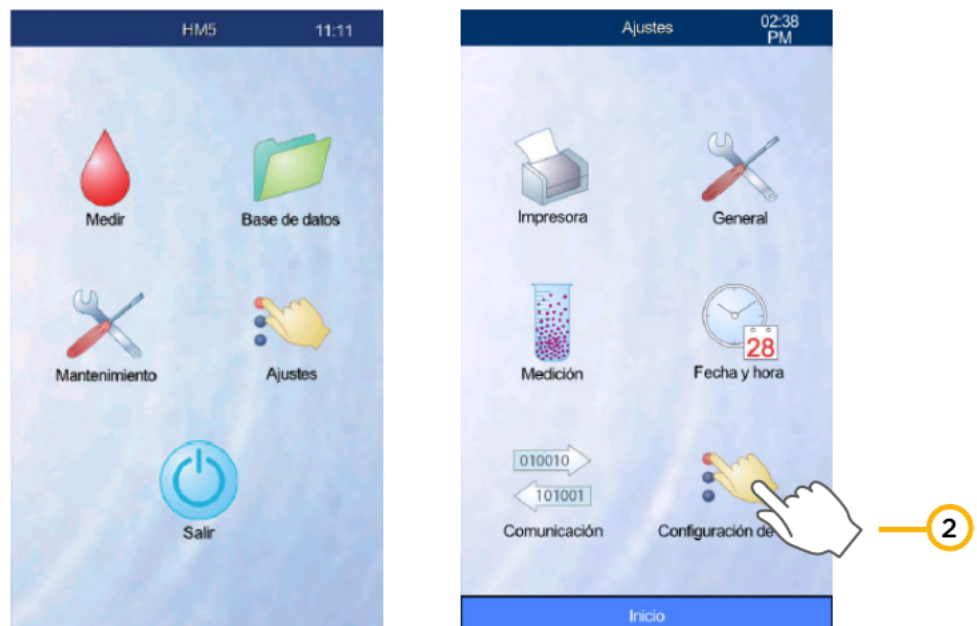 HM5 11:11
Medir
Base de datos
Mantenimiento
Ajustes
Salir
Ajustes
02:38
PM
Impresora
General
28
Medición
Fecha y hora
010010
101001
Comunicación
Configuración de
Inicio
2